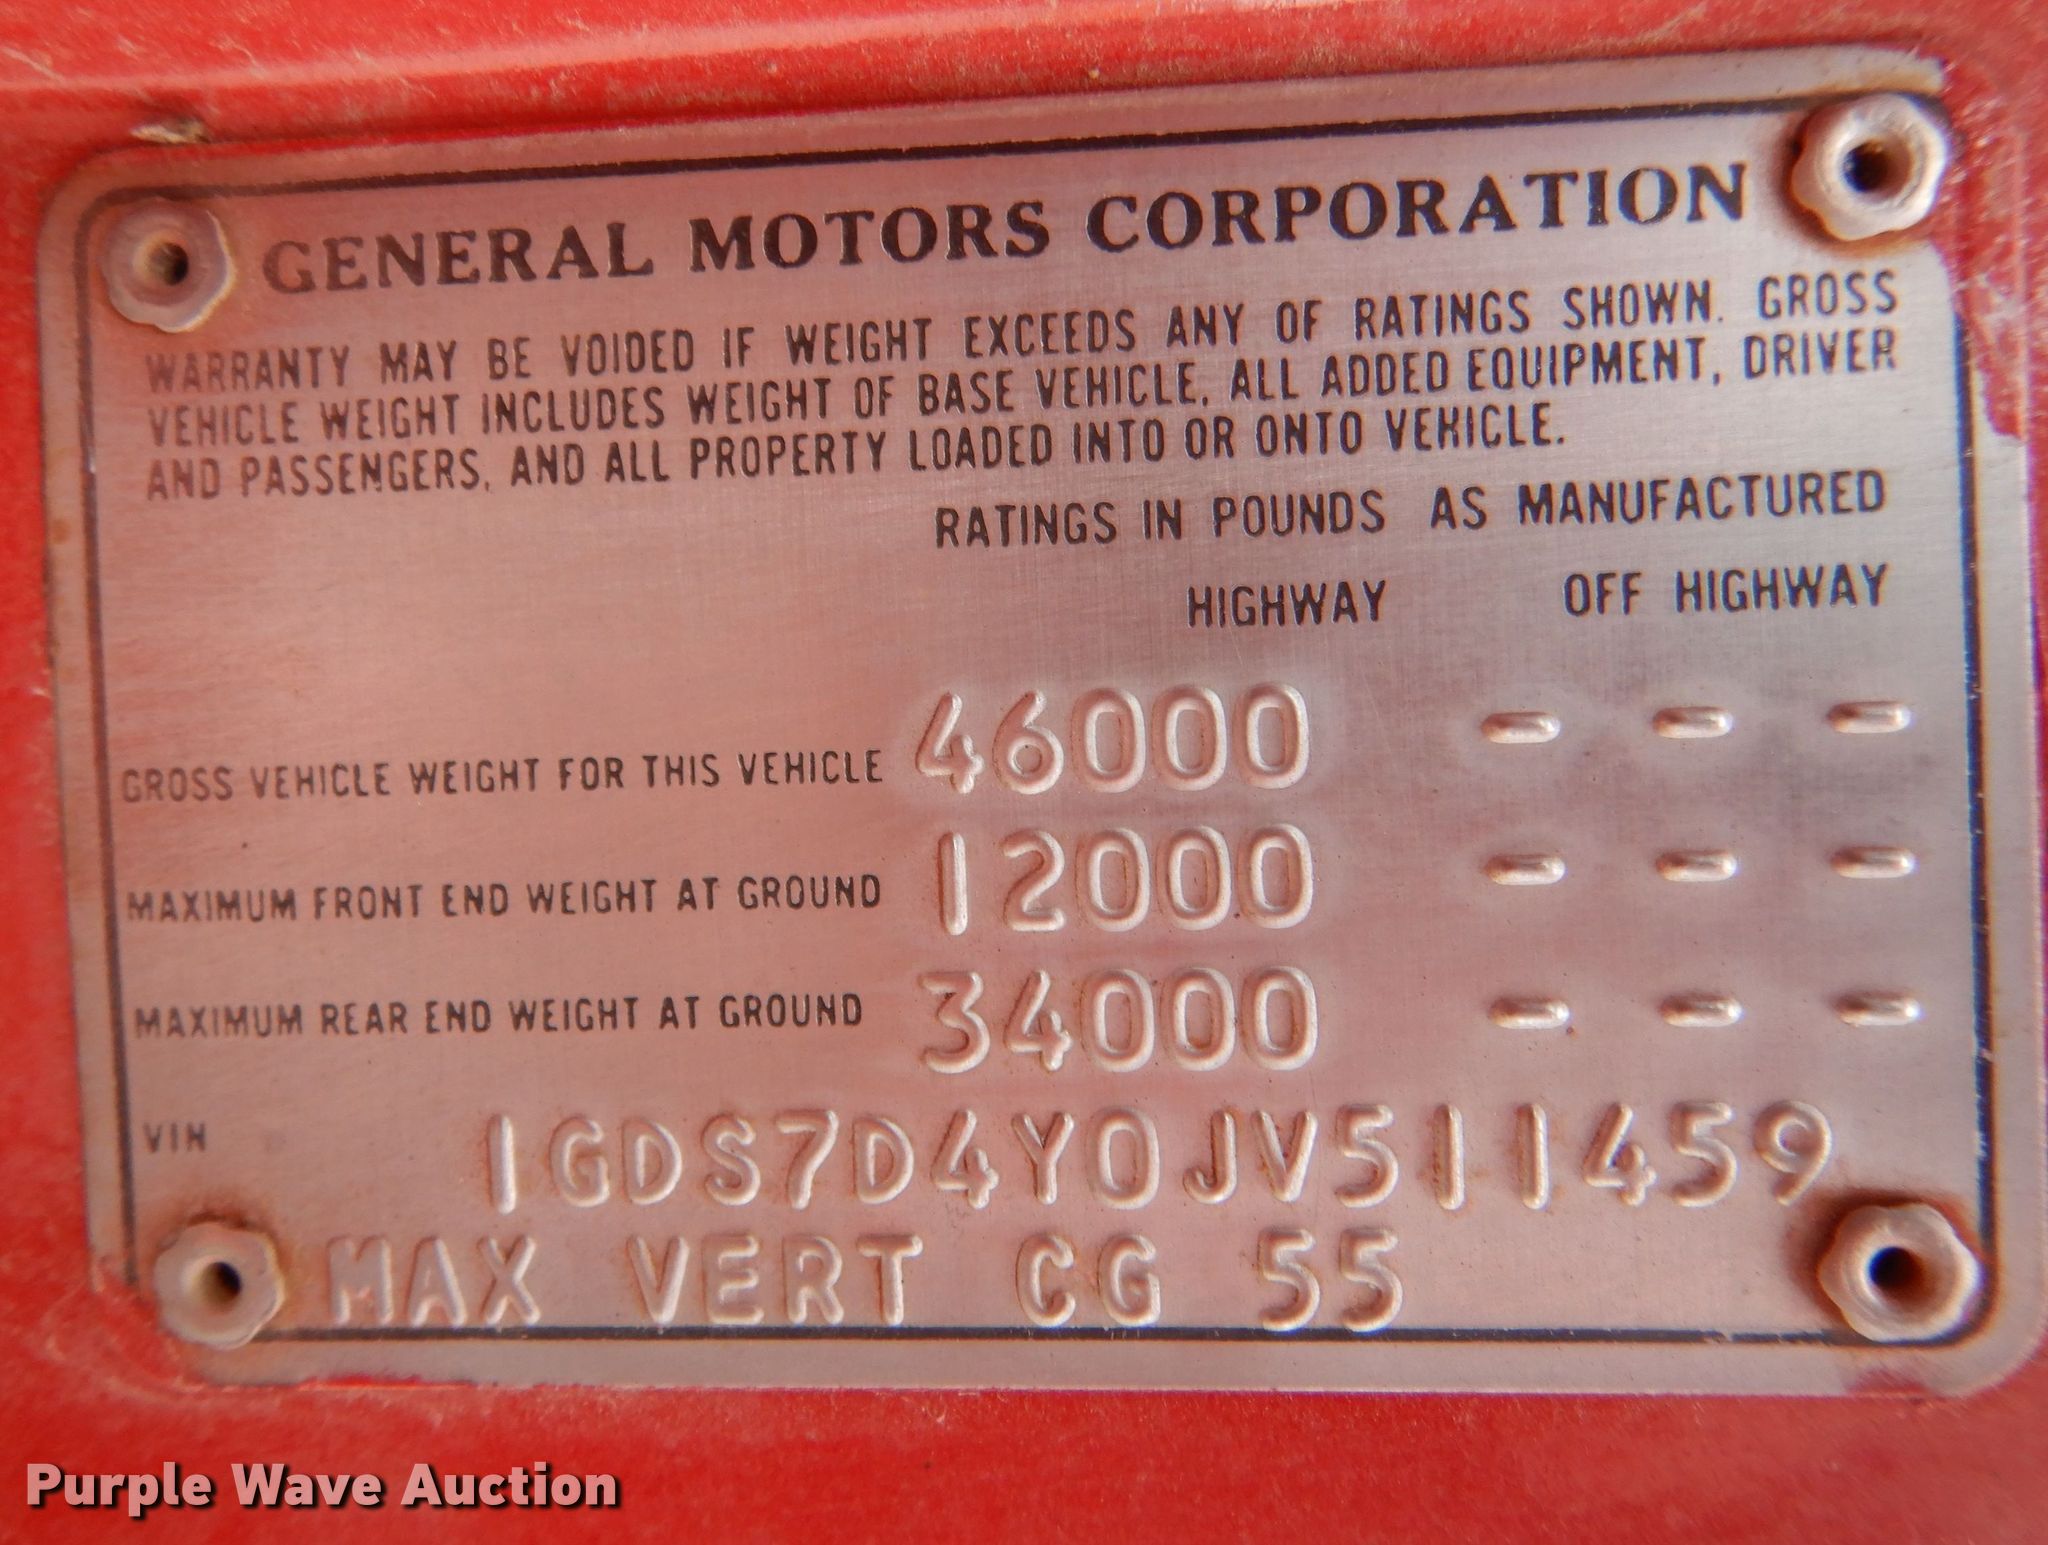 GENERAL MOTORS CORPORATION
WARRANTY MAY BE VOIDED IF WEIGHT EXCEEDS ANY OF RATINGS SHOWN. GROSS
VEHICLE WEIGHT INCLUDES WEIGHT OF BASE VEHICLE, ALL ADDED EQUIPMENT, DRIVER
AND PASSENGERS, AND ALL PROPERTY LOADED INTO OR ONTO VEHICLE.
RATINGS IN POUNDS AS MANUFACTURED
HIGHWAY OFF HIGHWAY
GROSS VEHICLE WEIGHT FOR THIS VEHICLE 46000 - - -
MAXIMUM FRONT END WEIGHT AT GROUND 12000 - - -
MAXIMUM REAR END WEIGHT AT GROUND 34000 - - -
VIN 1GDS7D4Y0JV511459
MAX VERT CG 55
Purple Wave Auction